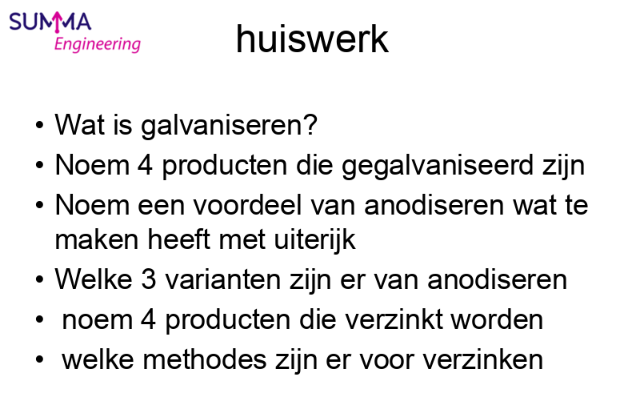 SUMMA
Engineering
huiswerk
• Wat is galvaniseren?
• Noem 4 producten die gegalvaniseerd zijn
• Noem een voordeel van anodiseren wat te
maken heeft met uiterijk
• Welke 3 varianten zijn er van anodiseren
• noem 4 producten die verzinkt worden
• welke methodes zijn er voor verzinken